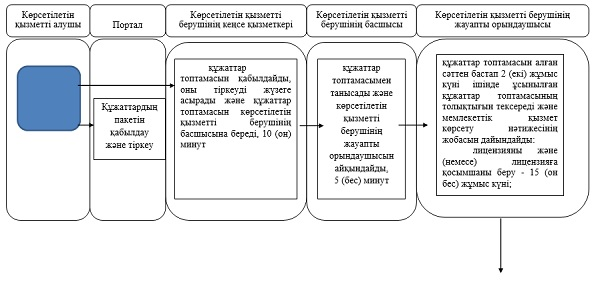 Көрсетілетін
қызметті алушы
Портал
Көрсетілетін қызметті
берушінің кеңсе қызметкері
Көрсетілетін қызметті
берушінің басшысы
Көрсетілетін қызметті берушінің
жауапты орындаушысы
Құжаттардың
пакетін
қабылдау
және тіркеу
құжаттар
топтамасын қабылдайды,
оны тіркеуді жүзеге
асырады және құжаттар
топтамасын көрсетілетін
қызметті берушінің
басшысына береді, 10 (он)
минут
құжаттар
топтамасымен
танысады және
көрсетілетін
қызметті
берушінің
жауапты
орындаушысын
айқындайды,
5 (бес) минут
құжаттар топтамасын алған
сәттен бастап 2 (екі) жұмыс
күні ішінде ұсынылған
құжаттар топтамасының
толықтығын тексереді және
мемлекеттік қызмет
көрсету нәтижесінің
жобасын дайындайды:
лицензияны және
(немесе) лицензияға
қосымшаны беру - 15 (он
бес) жұмыс күні;